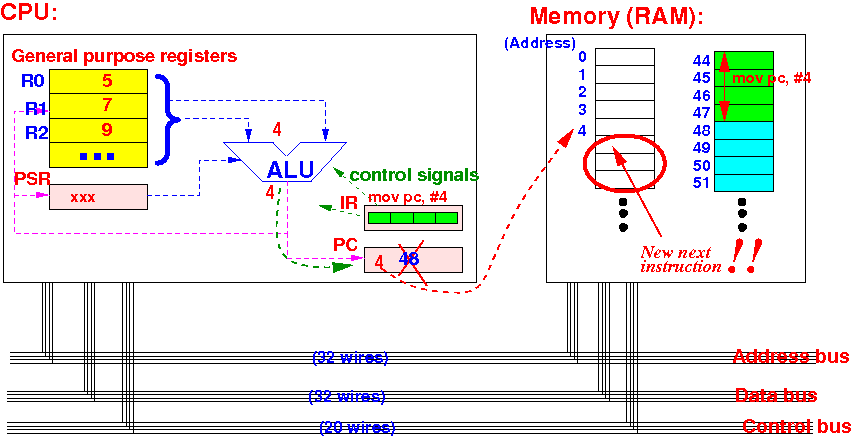 CPU:
Memory (RAM):
General purpose registers
(Address)
R0 5
R1 7
R2 9
PSR
xxx
4
ALU
4
control signals
IR
mov pc, #4
PC
4 48
0
1
2
3
4
44
45
46
47
48
49
50
51
mov pc, #4
New next
instruction !!
(32 wires) Address bus
(32 wires) Data bus
(20 wires) Control bus